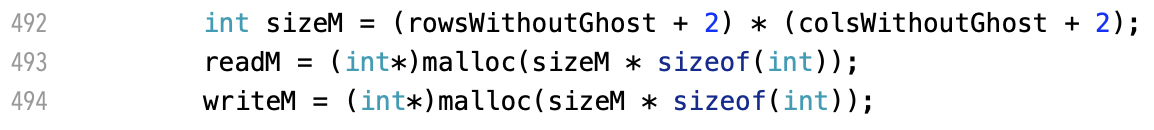 492 int sizeM = (rowsWithoutGhost + 2) * (colsWithoutGhost + 2);
493 readM = (int*)malloc(sizeM * sizeof(int));
494 writeM = (int*)malloc(sizeM * sizeof(int));